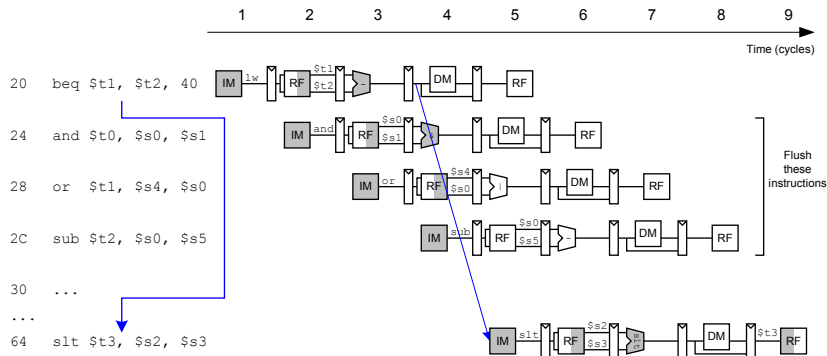 1 2 3 4 5 6 7 8 9
Time (cycles)
20 beq $t1, $t2, 40 IM lw RF $t1 $t2 - DM RF
24 and $t0, $s0, $s1 IM and RF $s0 $s1 & DM RF
28 or $t1, $s4, $s0 IM or RF $s4 $s0 | DM RF
2C sub $t2, $s0, $s5 IM sub RF $s0 $s5 - DM RF
Flush
these
instructions
30 ...
...
64 slt $t3, $s2, $s3 IM slt RF $s2 $s3 slt DM $t3 RF